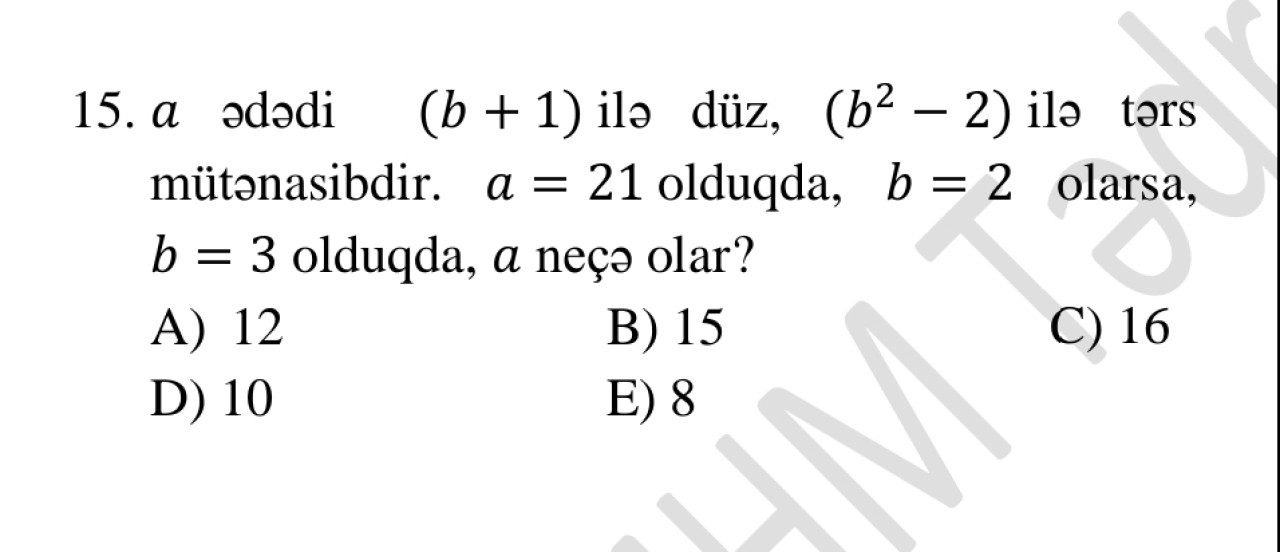 15. a ədədi (b + 1) ilə düz, (b² − 2) ilə tərs
mütənasibdir. a = 21 olduqda, b = 2 olarsa,
b = 3 olduqda, a neçə olar?
A) 12 B) 15 C) 16
D) 10 E) 8
HM Tədr